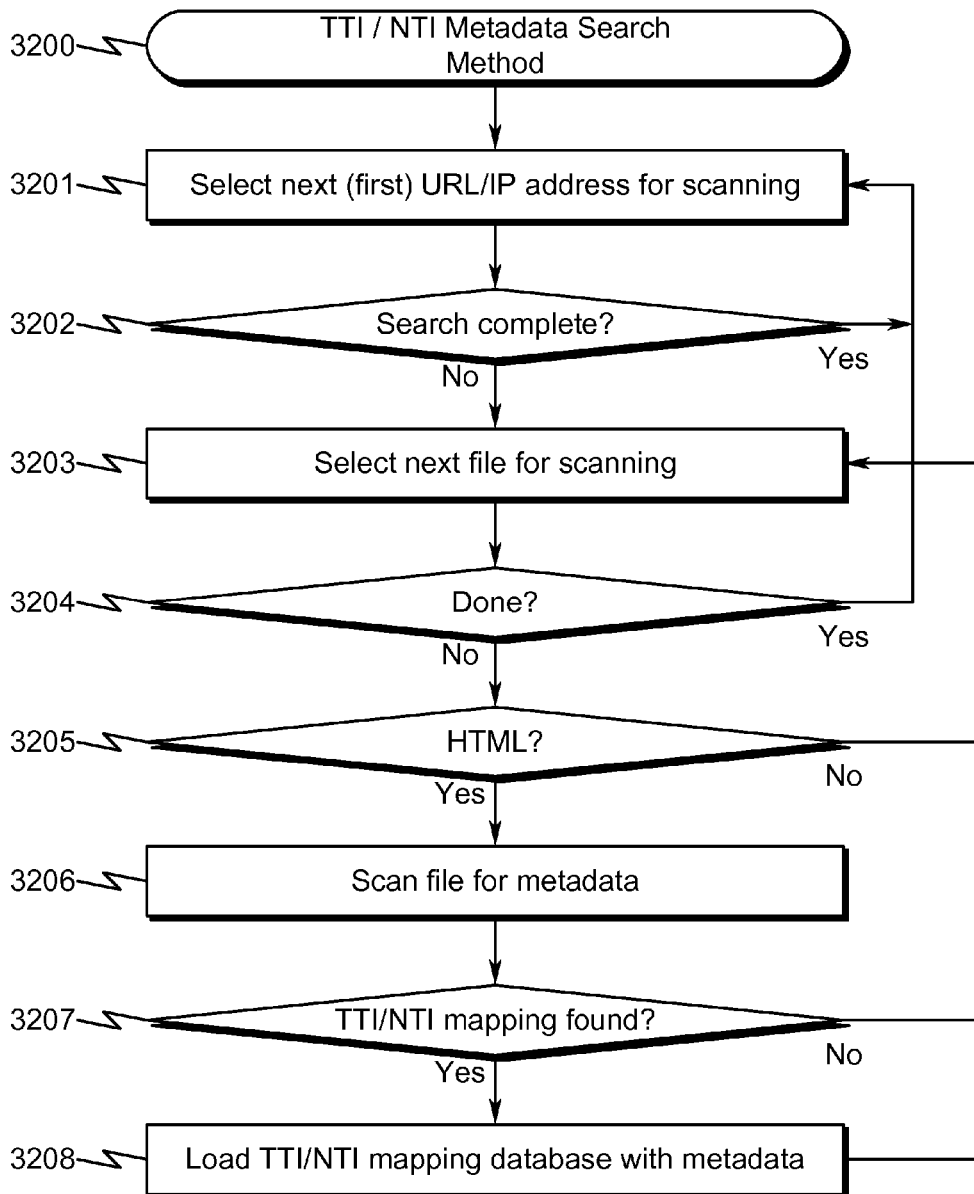 3200
TTI / NTI Metadata Search
Method
3201
Select next (first) URL/IP address for scanning
3202
Search complete?
Yes
No
3203
Select next file for scanning
3204
Done?
Yes
No
3205
HTML?
No
Yes
3206
Scan file for metadata
3207
TTI/NTI mapping found?
No
Yes
3208
Load TTI/NTI mapping database with metadata